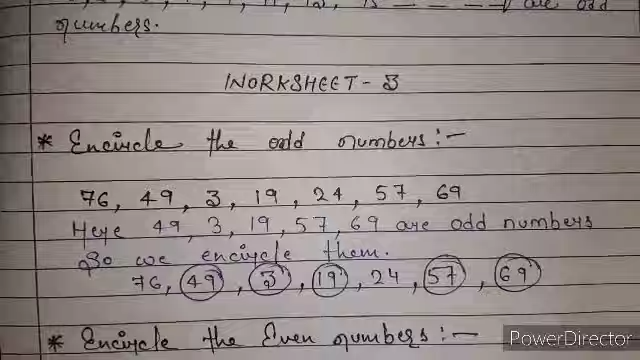 are odd
numbers.
WORKSHEET - 3
* Encircle the odd numbers:-
76, 49, 3, 19, 24, 57, 69
Here 49, 3, 19, 57, 69 are odd numbers
So we encircle them.
76, 49, 3, 19, 24, 57, 69
* Encircle the Even numbers:-
PowerDirector